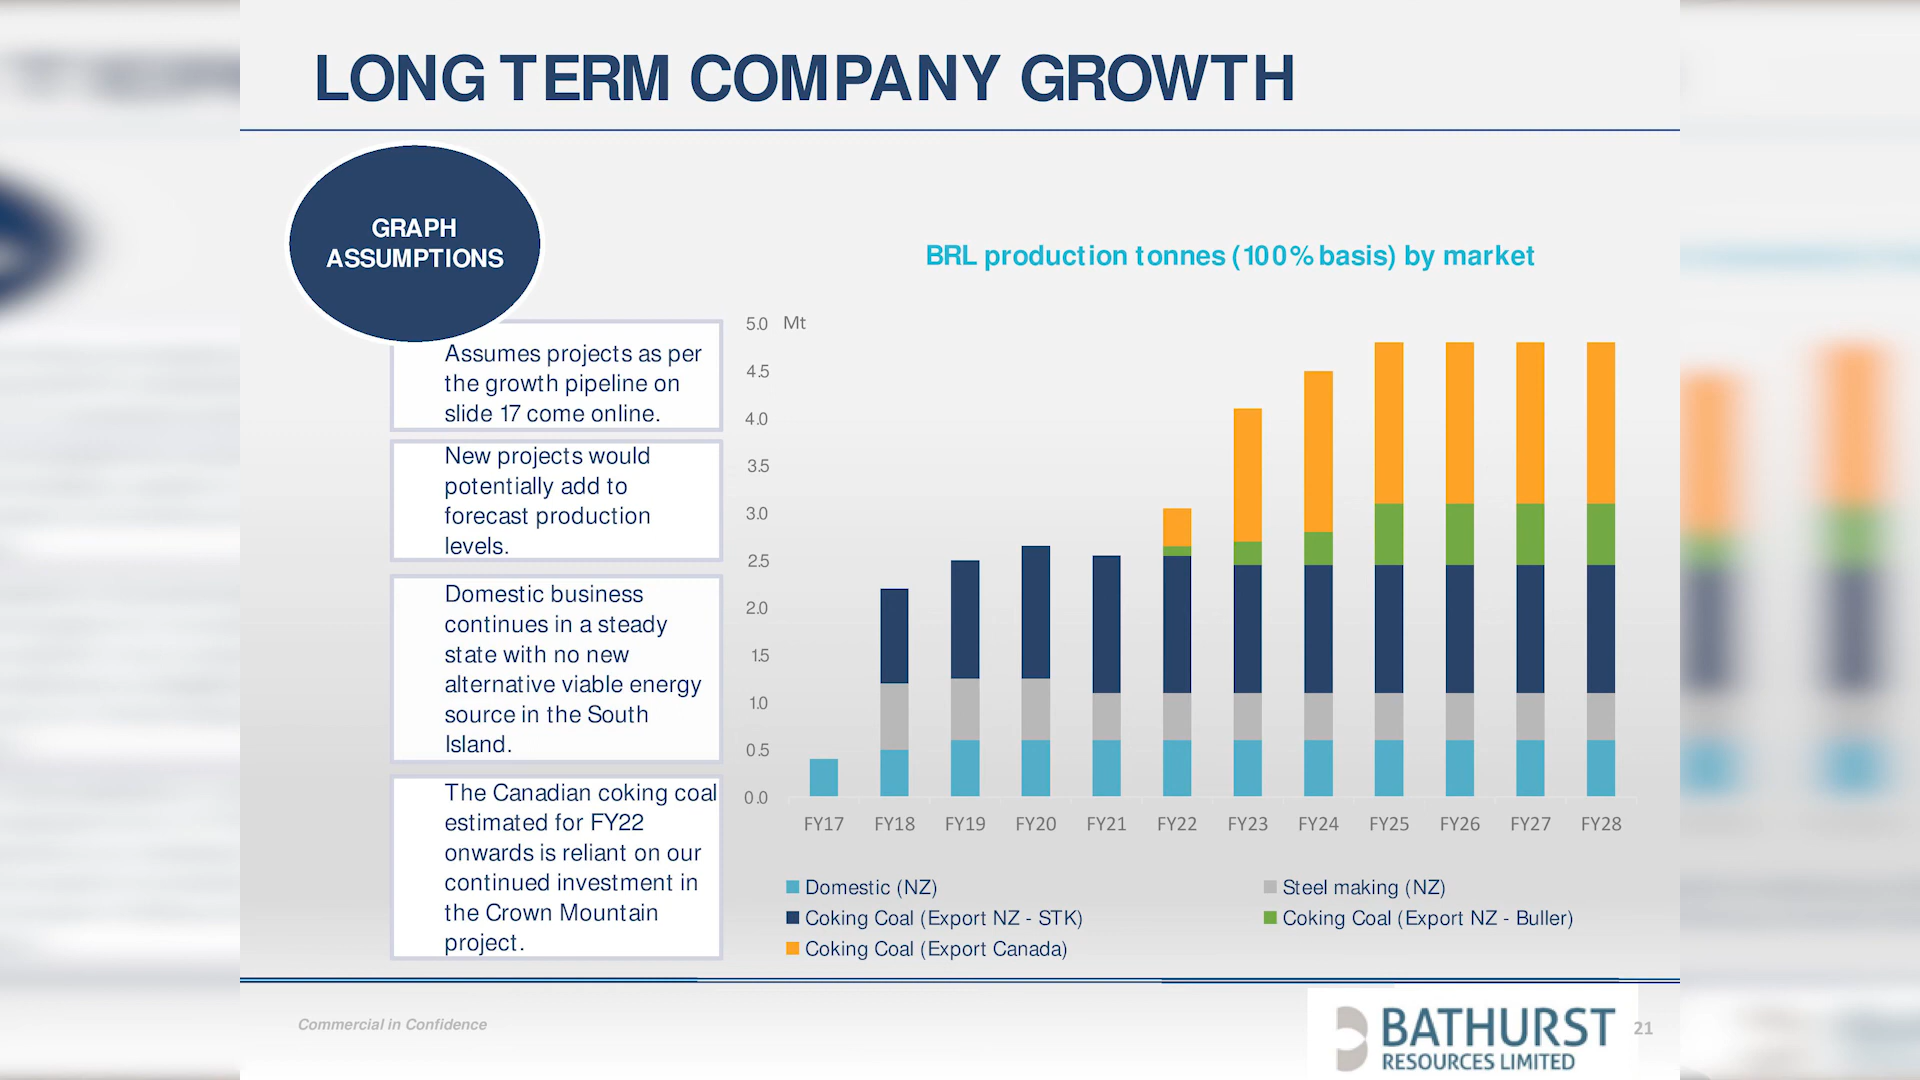 LONG TERM COMPANY GROWTH
GRAPH
ASSUMPTIONS
Assumes projects as per
the growth pipeline on
slide 17 come online.
New projects would
potentially add to
forecast production
levels.
Domestic business
continues in a steady
state with no new
alternative viable energy
source in the South
Island.
The Canadian coking coal
estimated for FY22
onwards is reliant on our
continued investment in
the Crown Mountain
project.
BRL production tonnes (100% basis) by market
5.0 Mt
4.5
4.0
3.5
3.0
2.5
2.0
1.5
1.0
0.5
0.0
FY17 FY18 FY19 FY20 FY21 FY22 FY23 FY24 FY25 FY26 FY27 FY28
Domestic (NZ) Steel making (NZ)
Coking Coal (Export NZ - STK) Coking Coal (Export NZ - Buller)
Coking Coal (Export Canada)
Commercial in Confidence
BATHURST
RESOURCES LIMITED
21